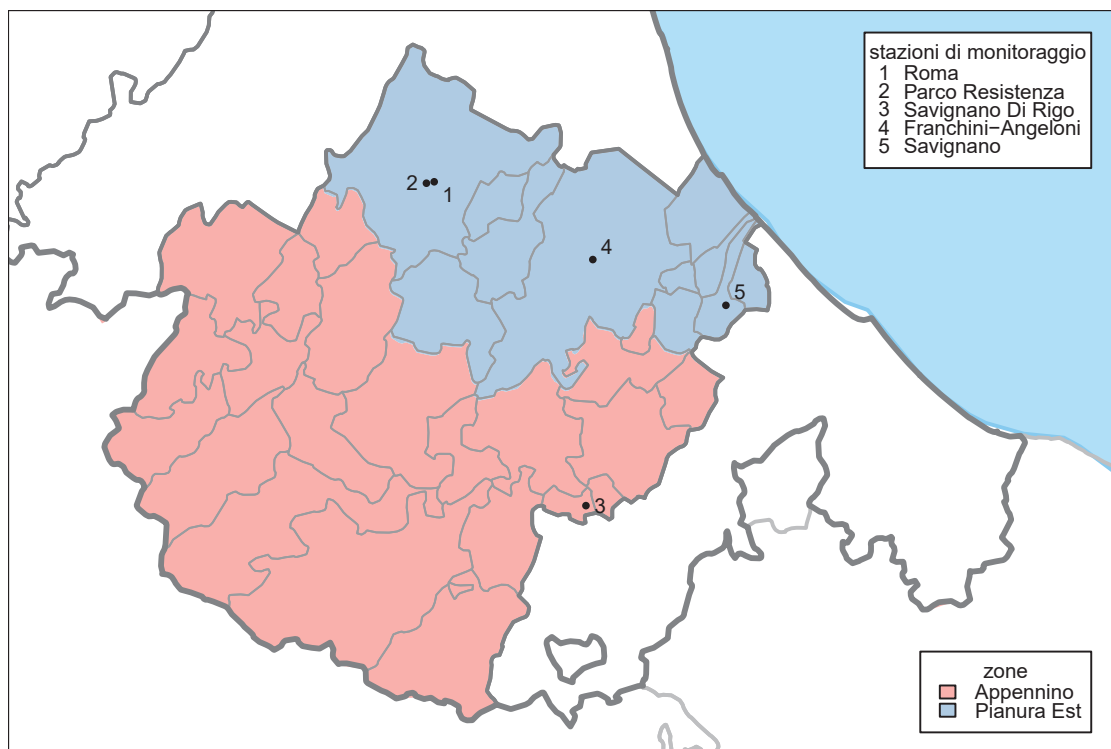 stazioni di monitoraggio
1 Roma
2 Parco Resistenza
3 Savignano Di Rigo
4 Franchini−Angeloni
5 Savignano
2
1
4
5
3
zone
Appennino
Pianura Est